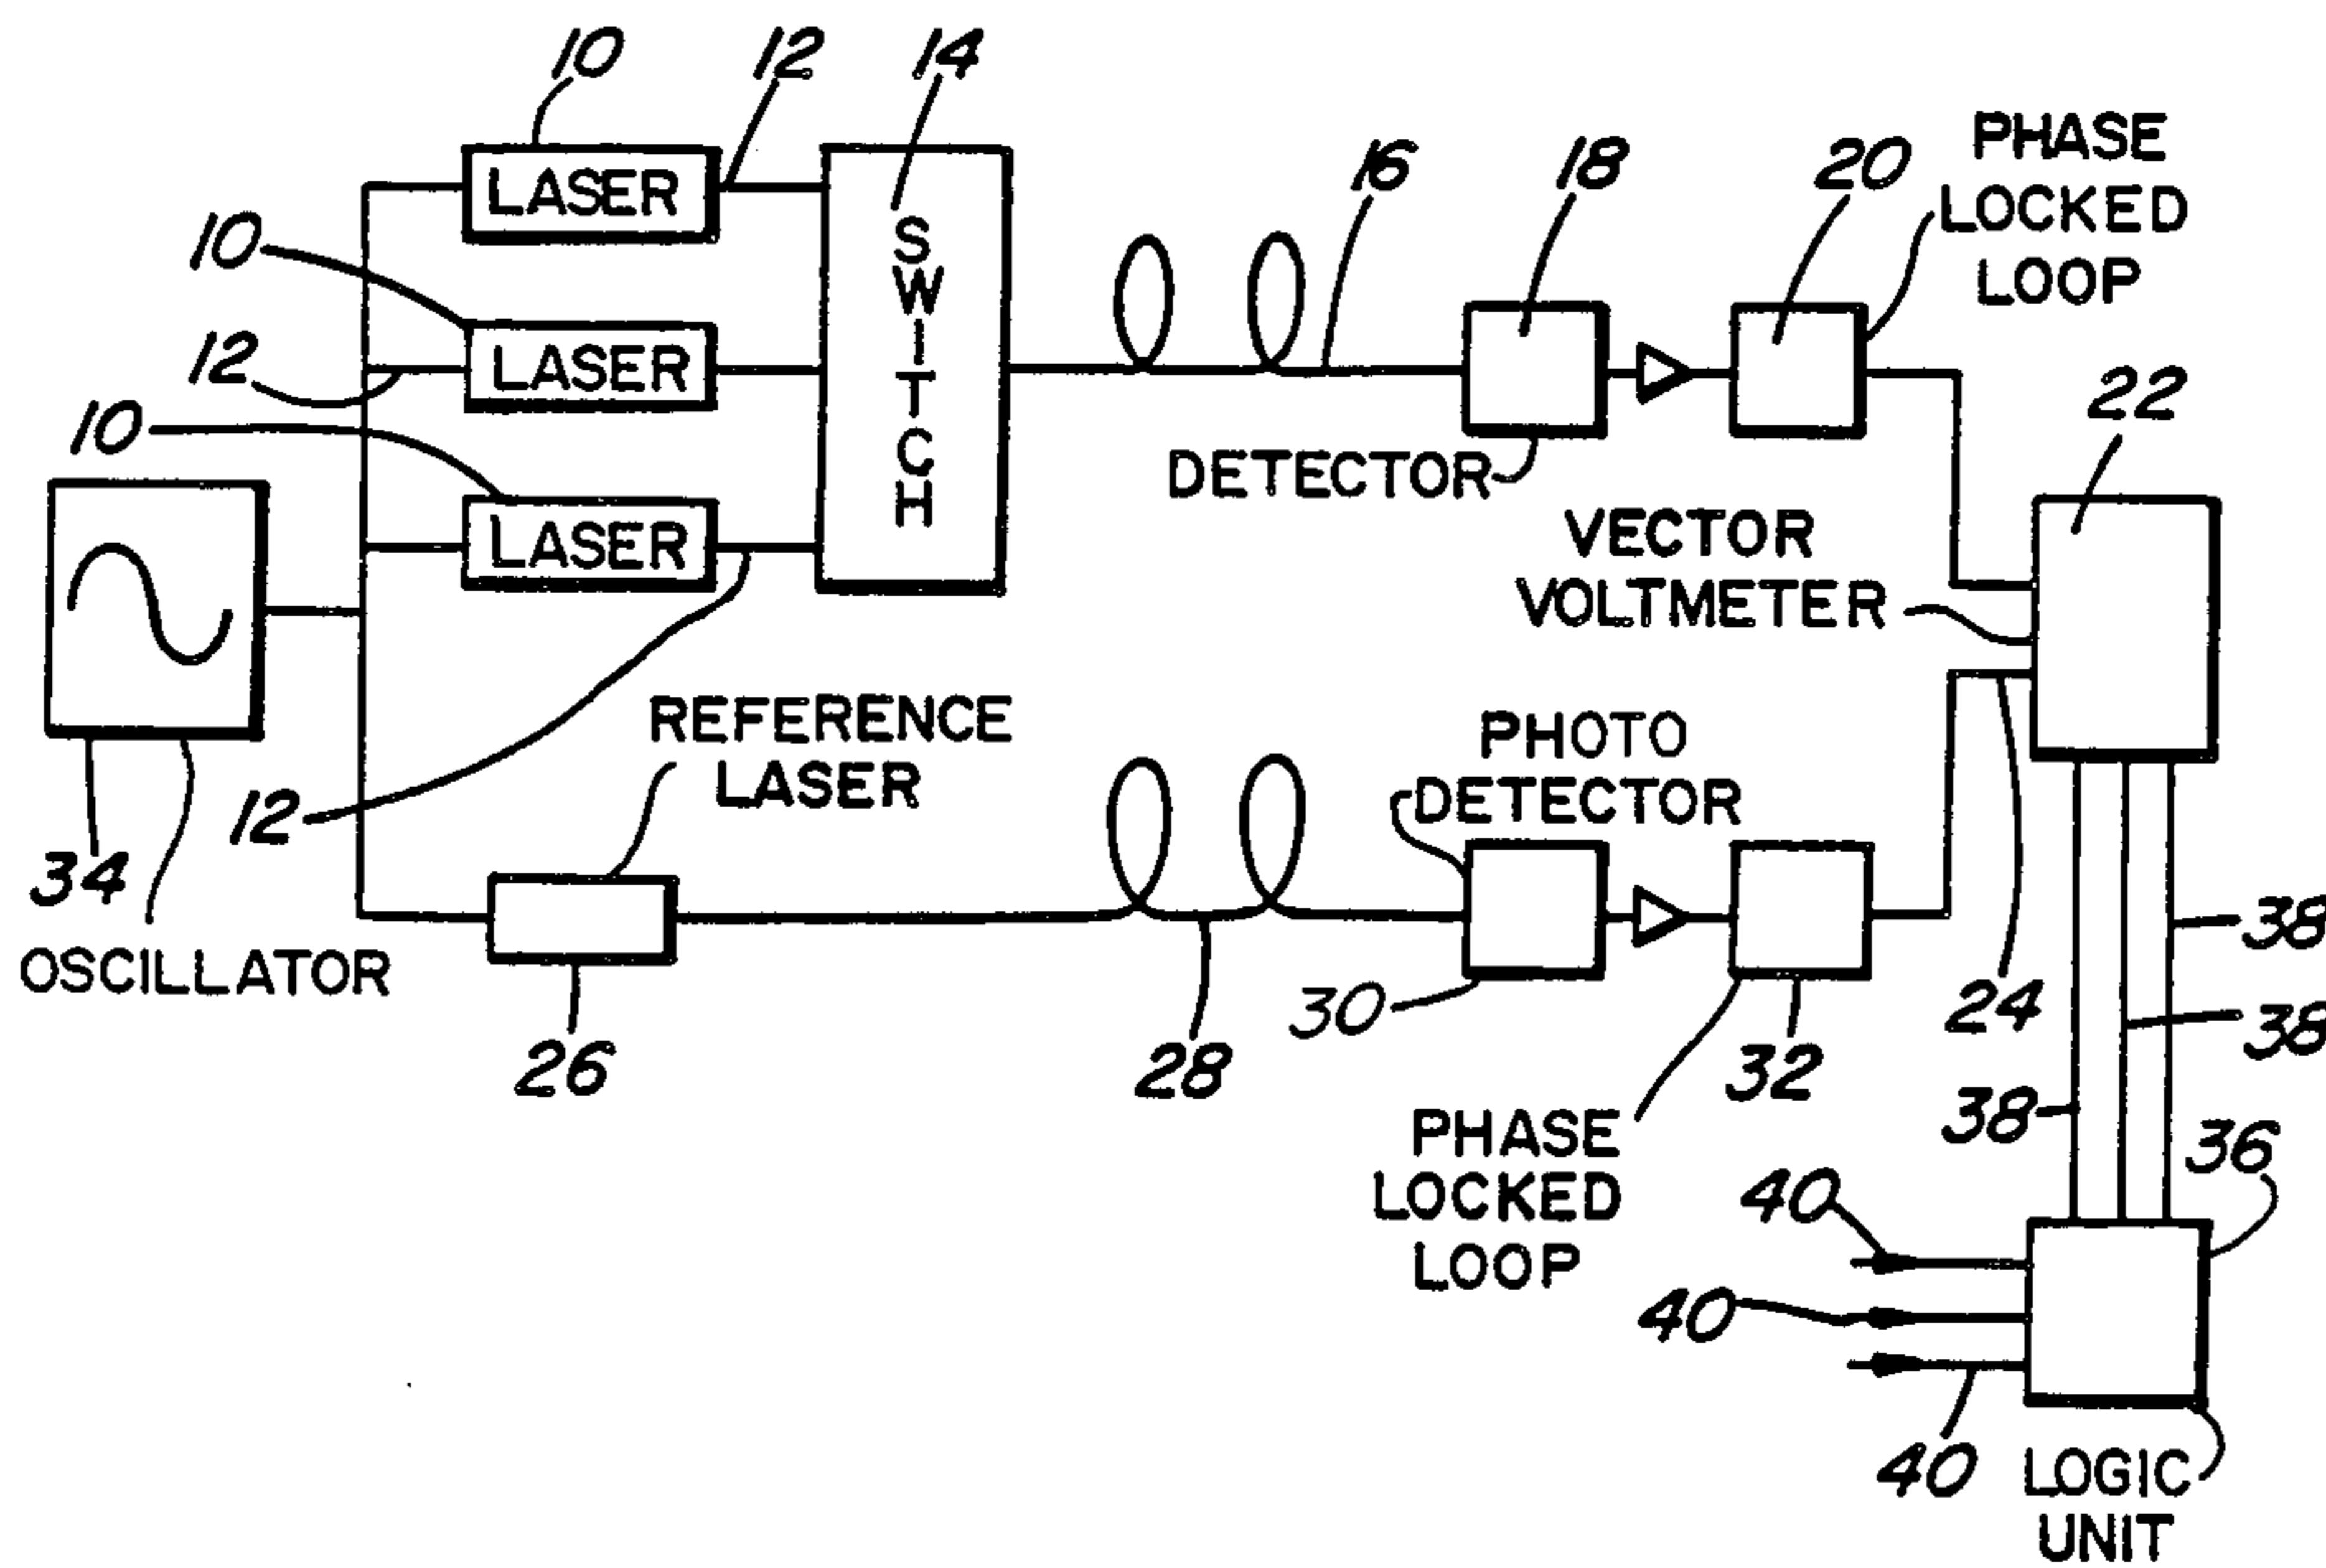 10
12
14
LASER
SWITCH
16
18
20
PHASE
LOCKED
LOOP
10
LASER
12
10
LASER
DETECTOR
22
VECTOR
VOLTMETER
REFERENCE
LASER
12
34
OSCILLATOR
26
28
PHOTO
DETECTOR
30
32
PHASE
LOCKED
LOOP
24
38
38
38
36
40
40
40
LOGIC
UNIT